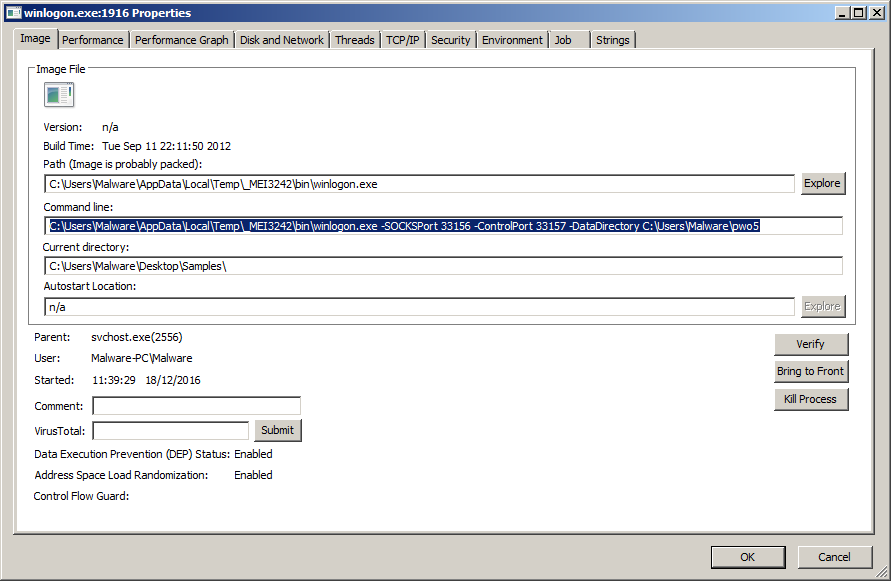 winlogon.exe:1916 Properties
Image Performance Performance Graph Disk and Network Threads TCP/IP Security Environment Job Strings
Image File
Version: n/a
Build Time: Tue Sep 11 22:11:50 2012
Path (Image is probably packed):
C:\Users\Malware\AppData\Local\Temp\_MEI3242\bin\winlogon.exe Explore
Command line:
C:\Users\Malware\AppData\Local\Temp\_MEI3242\bin\winlogon.exe -SOCKSPort 33156 -ControlPort 33157 -DataDirectory C:\Users\Malware\pwo5
Current directory:
C:\Users\Malware\Desktop\Samples\
Autostart Location:
n/a Explore
Parent: svchost.exe(2556)
User: Malware-PC\Malware Verify
Started: 11:39:29 18/12/2016 Bring to Front
Comment: Kill Process
VirusTotal: Submit
Data Execution Prevention (DEP) Status: Enabled
Address Space Load Randomization: Enabled
Control Flow Guard:
OK Cancel